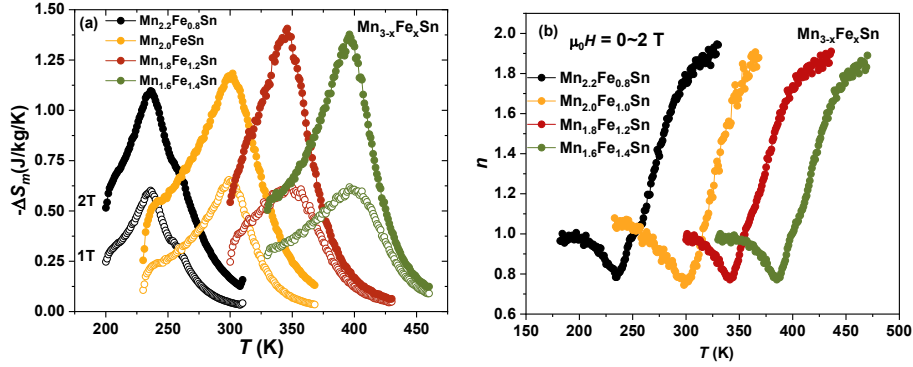 (a)
Mn2.2Fe0.8Sn
Mn2.0FeSn
Mn1.8Fe1.2Sn
Mn1.6Fe1.4Sn
Mn3-xFexSn
-ΔSm(J/kg/K)
1.50
1.25
1.00
0.75
0.50
0.25
0.00
2T
1T
200 250 300 350 400 450
T (K)
(b)
μ0H = 0~2 T
Mn3-xFexSn
Mn2.2Fe0.8Sn
Mn2.0Fe1.0Sn
Mn1.8Fe1.2Sn
Mn1.6Fe1.4Sn
n
2.0
1.8
1.6
1.4
1.2
1.0
0.8
0.6
150 200 250 300 350 400 450 500
T (K)